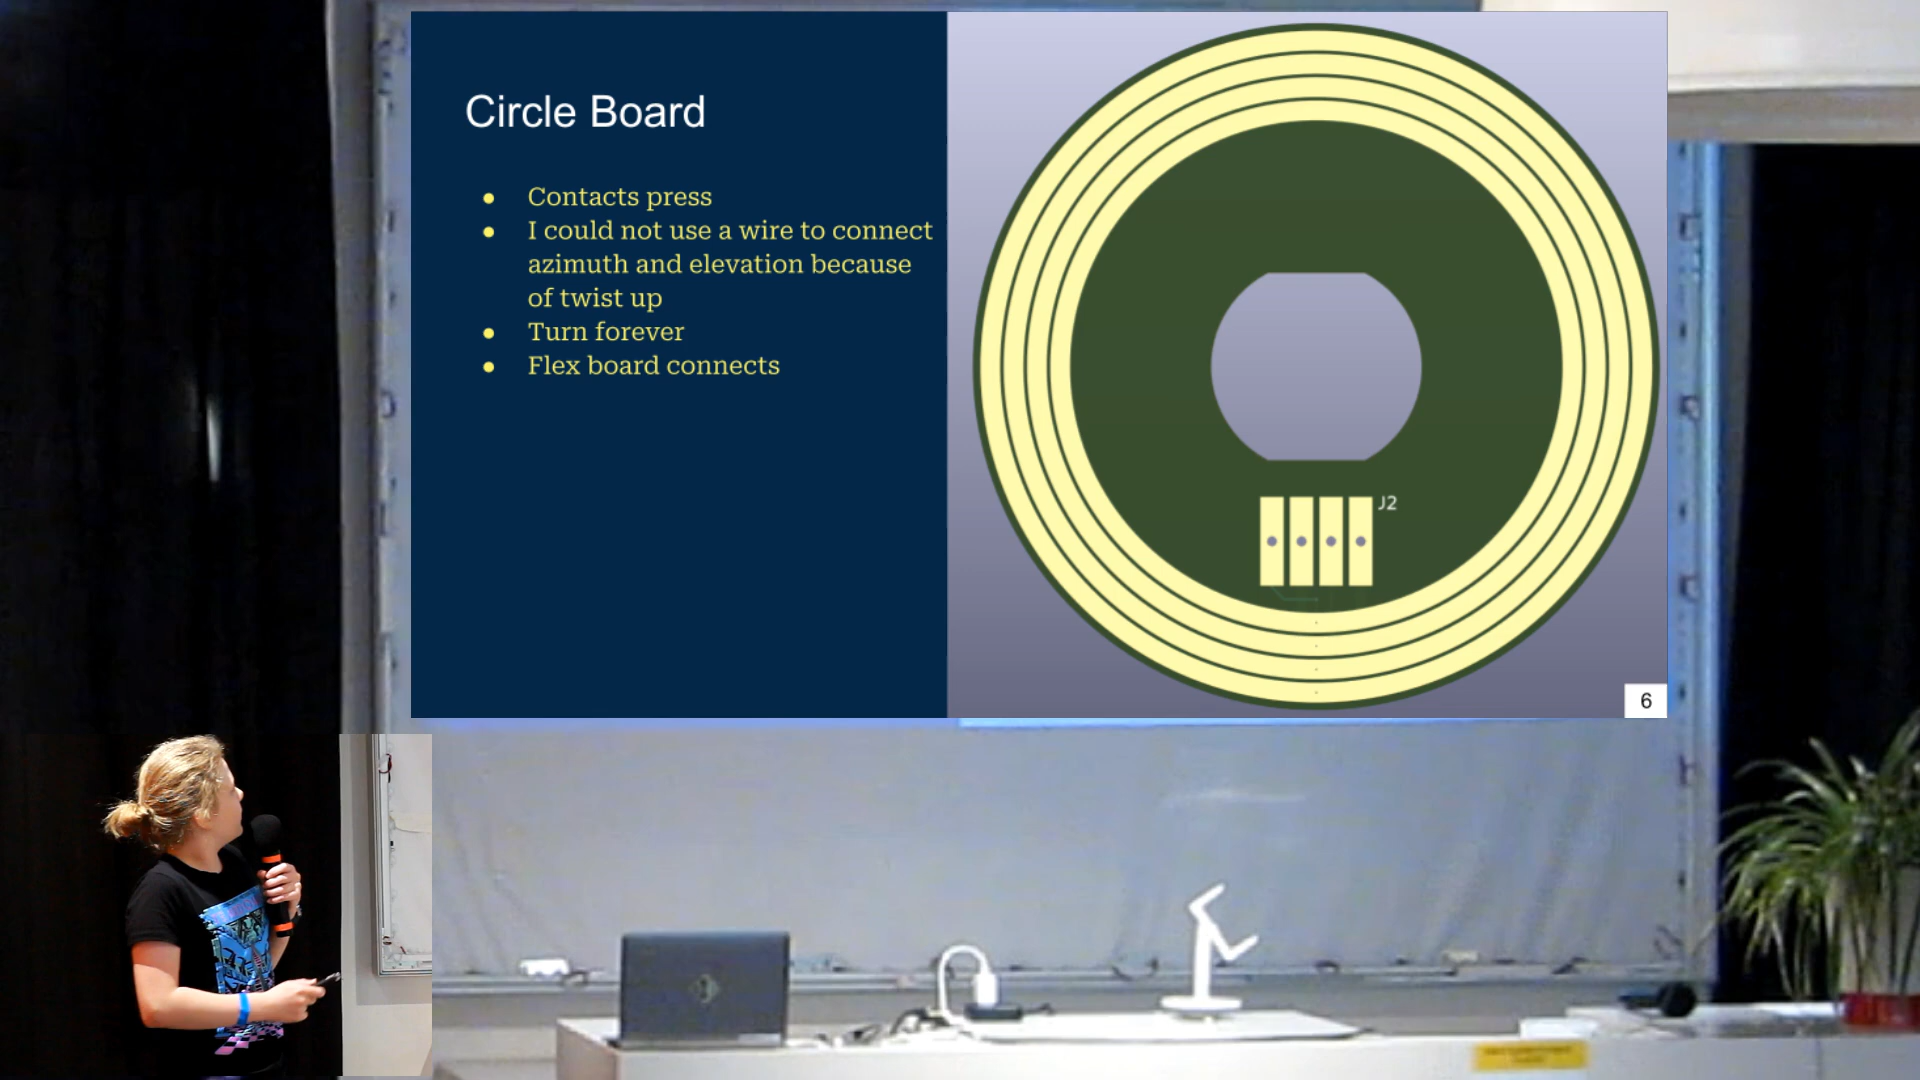 Circle Board
● Contacts press
● I could not use a wire to connect
azimuth and elevation because
of twist up
● Turn forever
● Flex board connects
J2
6